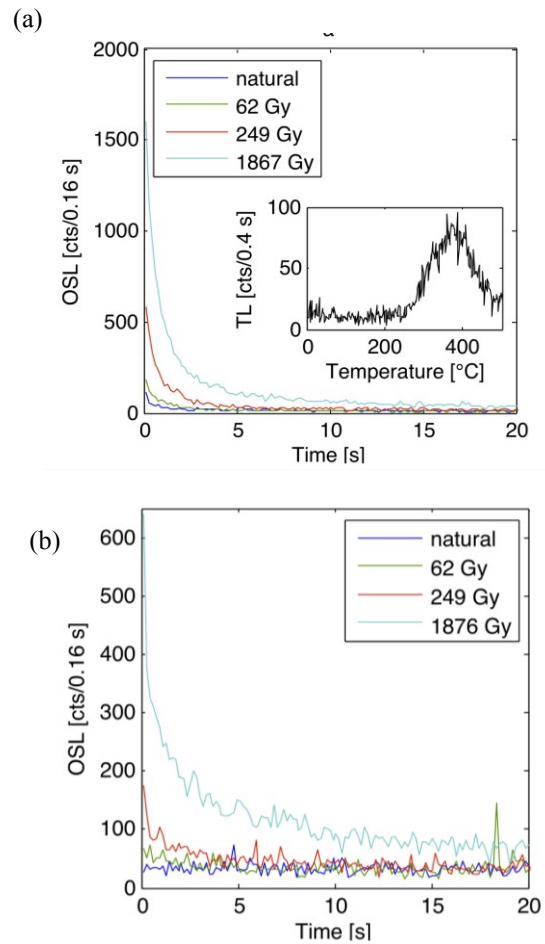 (a)
2000
1500
1000
500
0
OSL [cts/0.16 s]
natural
62 Gy
249 Gy
1867 Gy
100
50
0
TL [cts/0.4 s]
0 200 400
Temperature [°C]
0 5 10 15 20
Time [s]
(b)
600
500
400
300
200
100
0
OSL [cts/0.16 s]
natural
62 Gy
249 Gy
1876 Gy
0 5 10 15 20
Time [s]